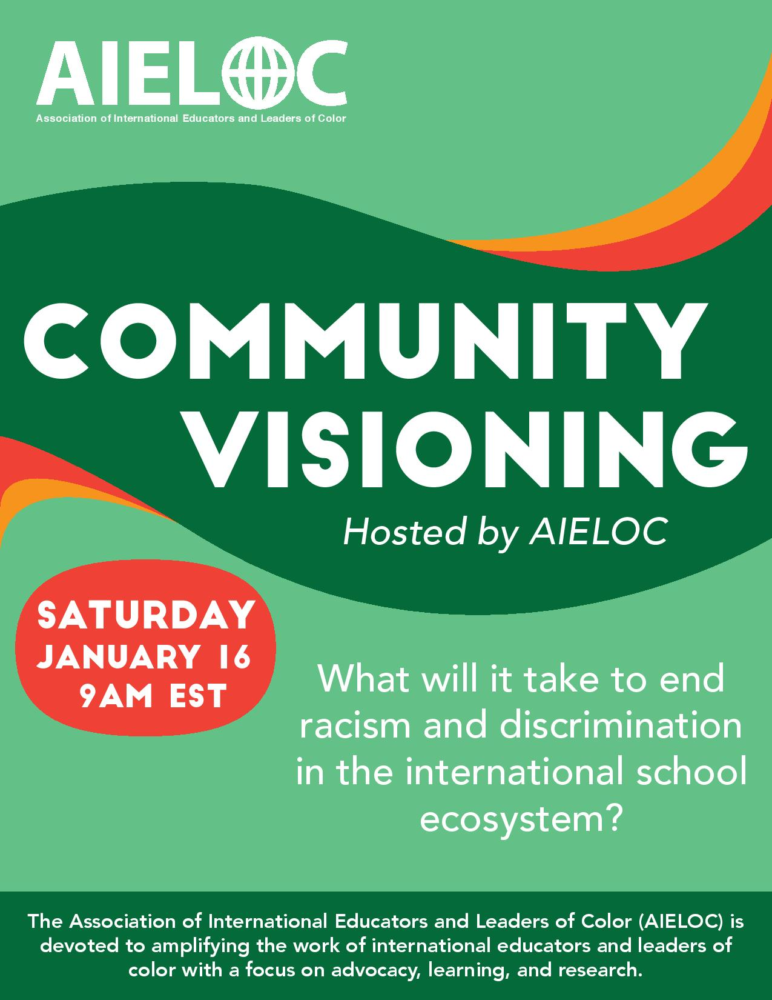 AIELOC
Association of International Educators and Leaders of Color
COMMUNITY
VISIONING
Hosted by AIELOC
SATURDAY
JANUARY 16
9AM EST
What will it take to end
racism and discrimination
in the international school
ecosystem?
The Association of International Educators and Leaders of Color (AIELOC) is
devoted to amplifying the work of international educators and leaders of
color with a focus on advocacy, learning, and research.